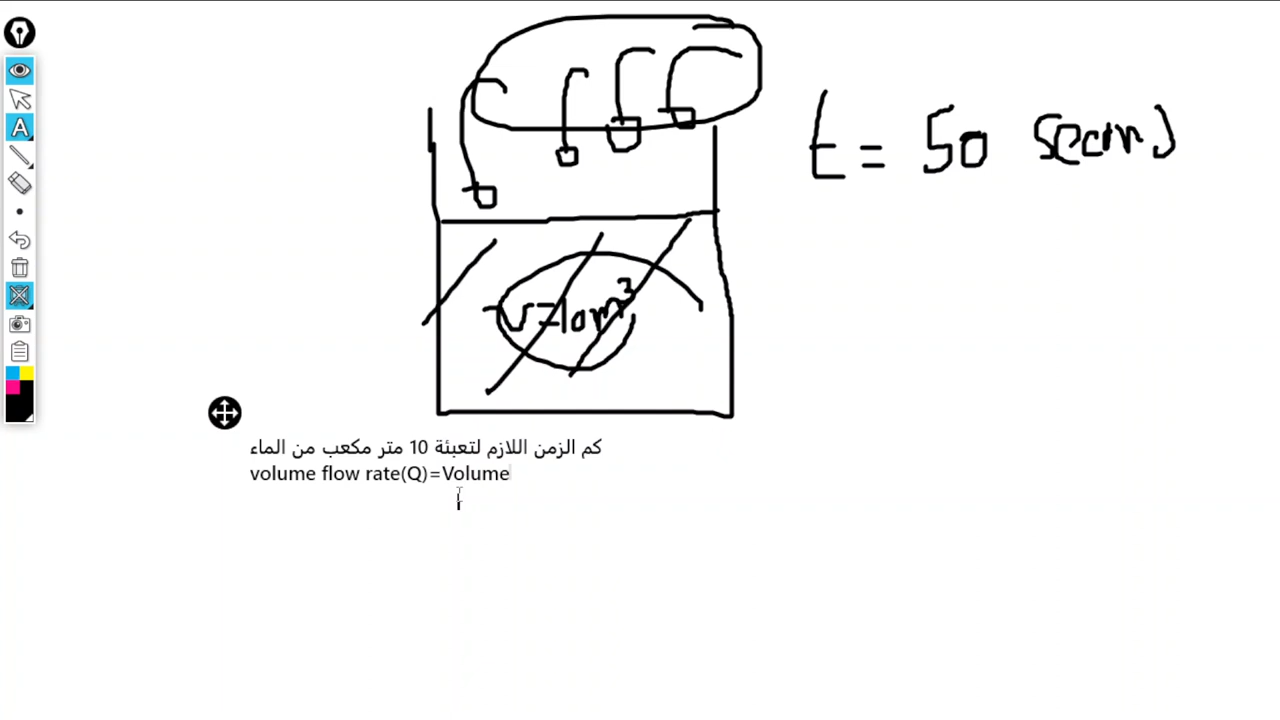 t = 50 second
v=10m³
كم الزمن اللازم لتعبئة 10 متر مكعب من الماء
volume flow rate(Q)=Volume